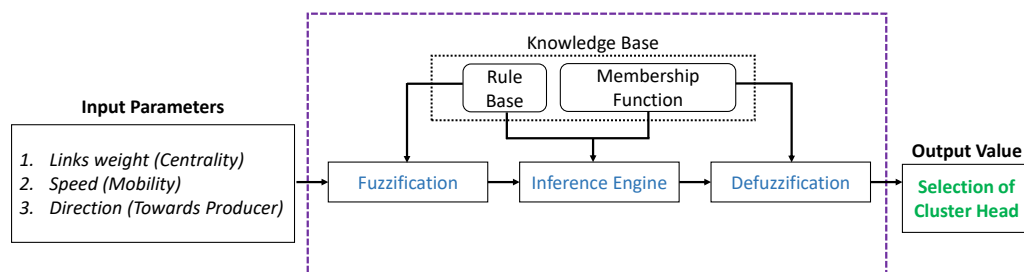 Knowledge Base
Rule
Base
Membership
Function
Input Parameters
1. Links weight (Centrality)
2. Speed (Mobility)
3. Direction (Towards Producer)
Fuzzification
Inference Engine
Defuzzification
Output Value
Selection of
Cluster Head